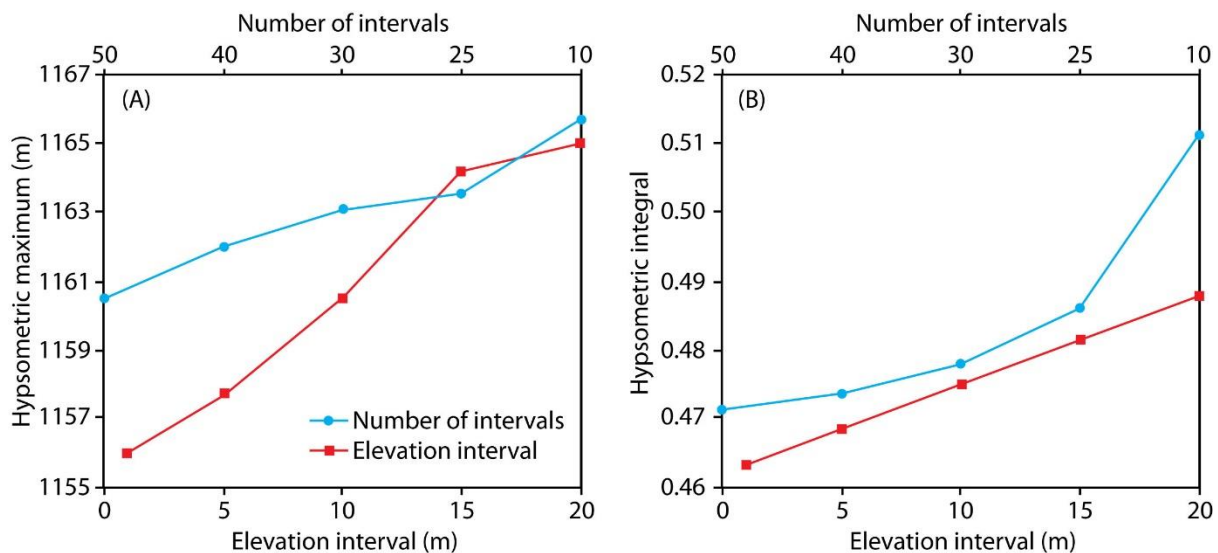 Number of intervals
50 40 30 25 10
(A)
Hypsometric maximum (m)
1167
1165
1163
1161
1159
1157
1155
Number of intervals
Elevation interval
0 5 10 15 20
Elevation interval (m)
Number of intervals
50 40 30 25 10
(B)
Hypsometric integral
0.52
0.51
0.50
0.49
0.48
0.47
0.46
0 5 10 15 20
Elevation interval (m)